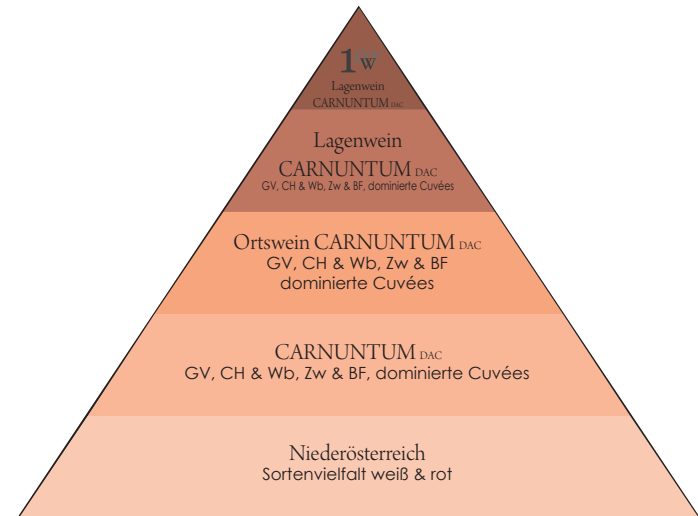 1 W
Lagenwein
CARNUNTUM DAC
Lagenwein
CARNUNTUM DAC
GV, CH & Wb, Zw & BF, dominierte Cuvées
Ortswein CARNUNTUM DAC
GV, CH & Wb, Zw & BF
dominierte Cuvées
CARNUNTUM DAC
GV, CH & Wb, Zw & BF, dominierte Cuvées
Niederösterreich
Sortenvielfalt weiß & rot